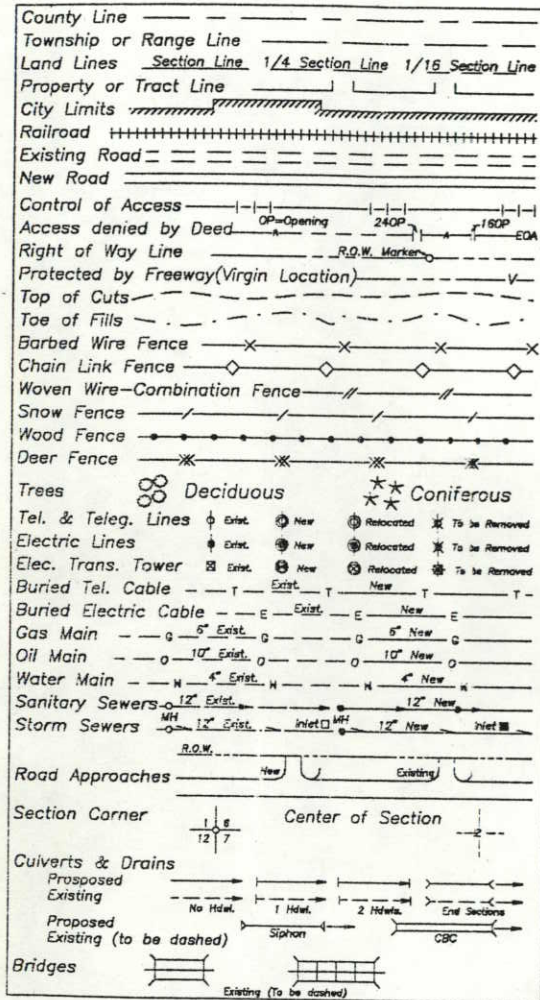 County Line
Township or Range Line
Land Lines Section Line 1/4 Section Line 1/16 Section Line
Property or Tract Line
City Limits
Railroad
Existing Road
New Road
Control of Access
OP=Opening 24OP 16OP
Access denied by Deed A A EOA
Right of Way Line R.O.W. Marker
Protected by Freeway(Virgin Location) V
Top of Cuts
Toe of Fills
Barbed Wire Fence
Chain Link Fence
Woven Wire-Combination Fence
Snow Fence
Wood Fence
Deer Fence
Trees Deciduous Coniferous
Tel. & Teleg. Lines Exist. New Relocated To be Removed
Electric Lines Exist. New Relocated To be Removed
Elec. Trans. Tower Exist. New Relocated To be Removed
Buried Tel. Cable T Exist. T New T T
Buried Electric Cable E Exist. E New E
Gas Main G 6" Exist. G G 6" New G
Oil Main O 10" Exist. O O 10" New O
Water Main W 4" Exist. W W 4" New W
Sanitary Sewers 12" Exist. 12" New
Storm Sewers MH 12" Exist. Inlet MH 12" New Inlet
R.O.W.
Road Approaches New Existing
Section Corner 1 6 12 7 Center of Section 2
Culverts & Drains
Prosposed
Existing
No Hdwl. 1 Hdwl. 2 Hdwls. End Sections
Proposed
Existing (to be dashed) Siphon CBC
Bridges
Existing (To be dashed)